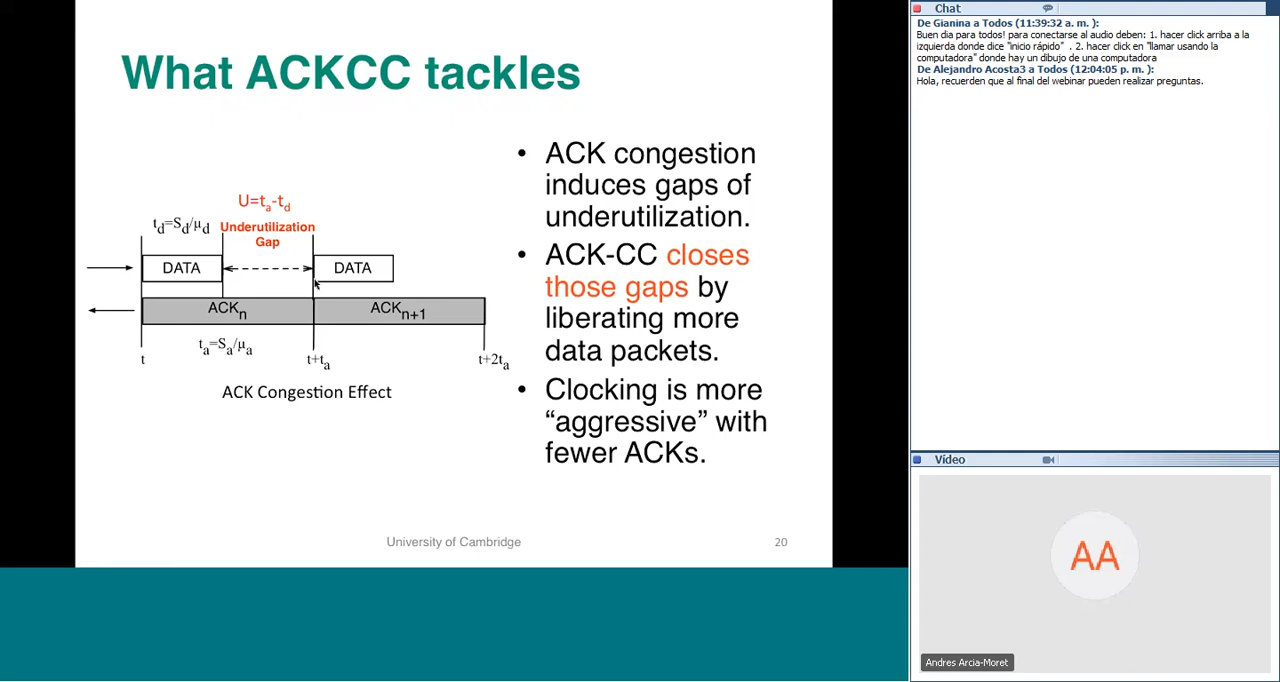 What ACKCC tackles
U=ta-td
td=Sd/μd
Underutilization
Gap
DATA
DATA
ACKn
ACKn+1
ta=Sa/μa
t
t+ta
t+2ta
ACK Congestion Effect
• ACK congestion
induces gaps of
underutilization.
• ACK-CC closes
those gaps by
liberating more
data packets.
• Clocking is more
“aggressive” with
fewer ACKs.
University of Cambridge
20
Chat
De Gianina a Todos (11:39:32 a. m. ):
Buen dia para todos! para conectarse al audio deben: 1. hacer click arriba a la
izquierda donde dice "inicio rápido" . 2. hacer click en "llamar usando la
computadora" donde hay un dibujo de una computadora
De Alejandro Acosta3 a Todos (12:04:05 p. m. ):
Hola, recuerden que al final del webinar pueden realizar preguntas.
Vídeo
AA
Andres Arcia-Moret